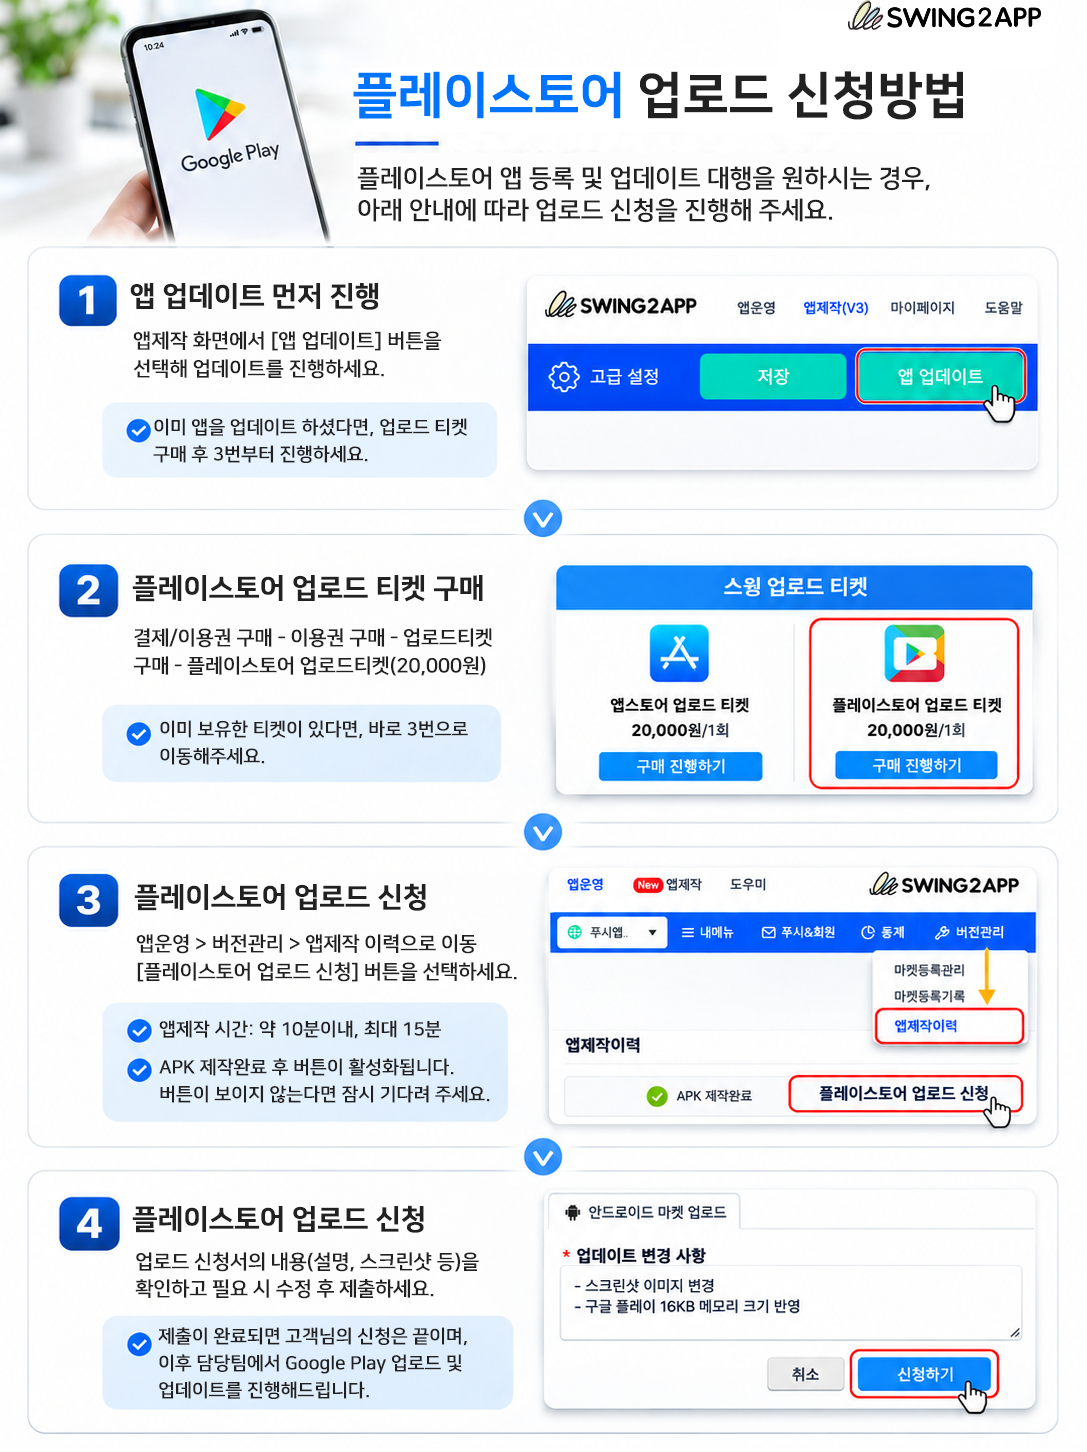 SWING2APP
10:24
Google Play
플레이스토어 업로드 신청방법
플레이스토어 앱 등록 및 업데이트 대행을 원하시는 경우,
아래 안내에 따라 업로드 신청을 진행해 주세요.
1 앱 업데이트 먼저 진행
앱제작 화면에서 [앱 업데이트] 버튼을
선택해 업데이트를 진행하세요.
이미 앱을 업데이트 하셨다면, 업로드 티켓
구매 후 3번부터 진행하세요.
SWING2APP 앱운영 앱제작(V3) 마이페이지 도움말
고급 설정 저장 앱 업데이트
2 플레이스토어 업로드 티켓 구매
결제/이용권 구매 - 이용권 구매 - 업로드티켓
구매 - 플레이스토어 업로드티켓(20,000원)
이미 보유한 티켓이 있다면, 바로 3번으로
이동해주세요.
스윙 업로드 티켓
앱스토어 업로드 티켓
20,000원/1회
구매 진행하기
플레이스토어 업로드 티켓
20,000원/1회
구매 진행하기
3 플레이스토어 업로드 신청
앱운영 > 버전관리 > 앱제작 이력으로 이동
[플레이스토어 업로드 신청] 버튼을 선택하세요.
앱제작 시간: 약 10분이내, 최대 15분
APK 제작완료 후 버튼이 활성화됩니다.
버튼이 보이지 않는다면 잠시 기다려 주세요.
앱운영 New 앱제작 도우미 SWING2APP
푸시앱.. ▼ 내메뉴 푸시&회원 통계 버전관리
마켓등록관리
마켓등록기록
앱제작이력
앱제작이력
APK 제작완료 플레이스토어 업로드 신청
4 플레이스토어 업로드 신청
업로드 신청서의 내용(설명, 스크린샷 등)을
확인하고 필요 시 수정 후 제출하세요.
제출이 완료되면 고객님의 신청은 끝이며,
이후 담당팀에서 Google Play 업로드 및
업데이트를 진행해드립니다.
안드로이드 마켓 업로드
* 업데이트 변경 사항
- 스크린샷 이미지 변경
- 구글 플레이 16KB 메모리 크기 반영
취소 신청하기